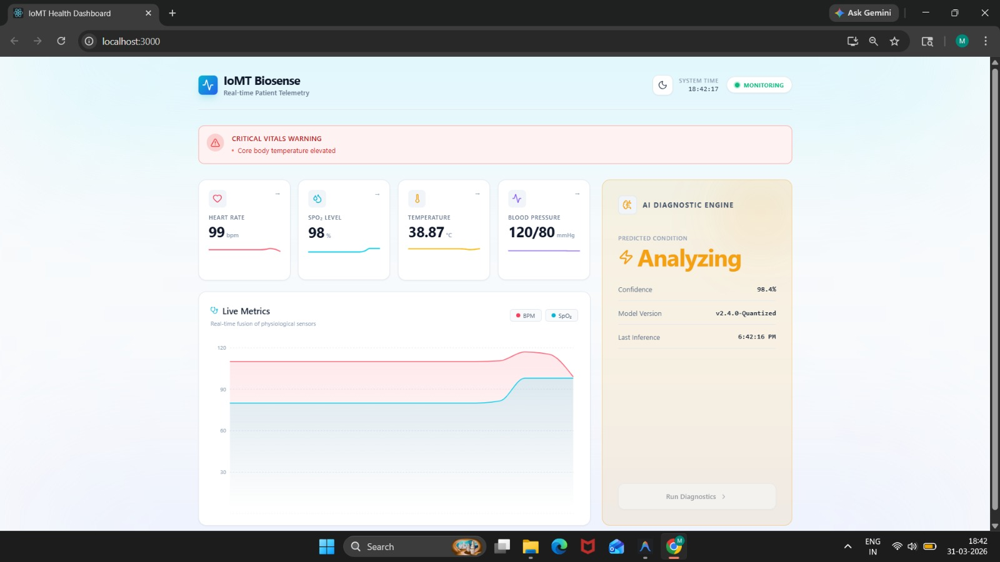 IoMT Health Dashboard
Ask Gemini
localhost:3000
M
IoMT Biosense
Real-time Patient Telemetry
SYSTEM TIME
18:42:17
MONITORING
CRITICAL VITALS WARNING
• Core body temperature elevated
HEART RATE
99 bpm
SPO₂ LEVEL
98 %
TEMPERATURE
38.87 °C
BLOOD PRESSURE
120/80 mmHg
AI DIAGNOSTIC ENGINE
PREDICTED CONDITION
Analyzing
Confidence 98.4%
Model Version v2.4.0-Quantized
Last Inference 6:42:16 PM
Run Diagnostics
Live Metrics
Real-time fusion of physiological sensors
BPM
SpO₂
120
90
60
30
Search
M
ENG
IN
18:42
31-03-2026